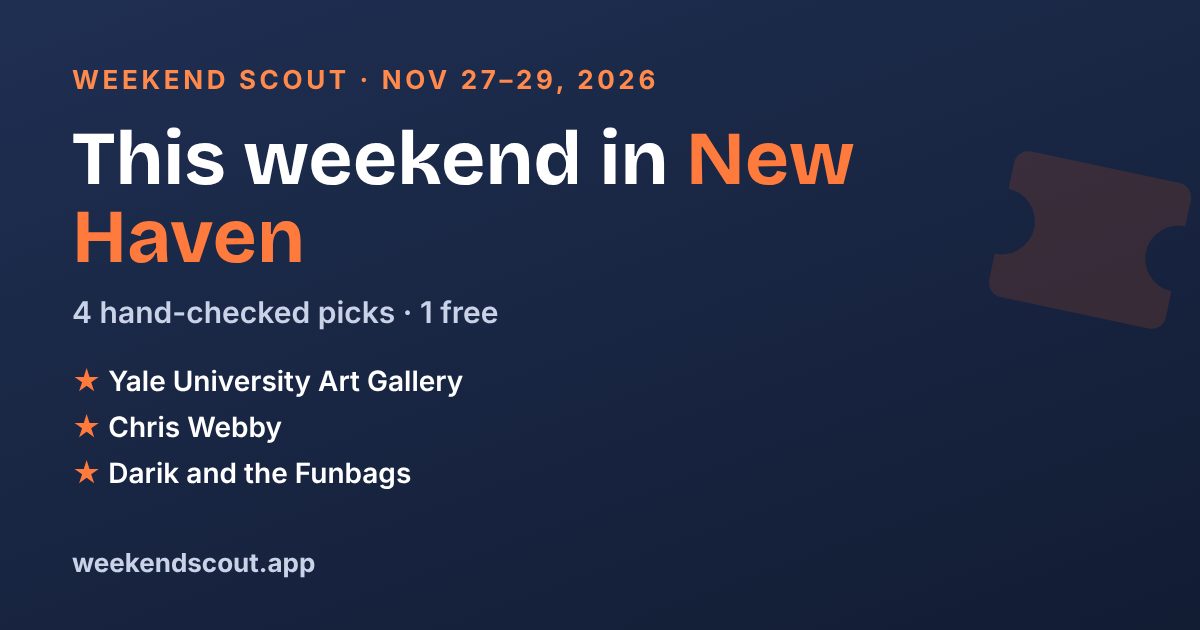 WEEKEND SCOUT · NOV 27–29, 2026
This weekend in New
Haven
4 hand-checked picks · 1 free
★ Yale University Art Gallery
★ Chris Webby
★ Darik and the Funbags
weekendscout.app